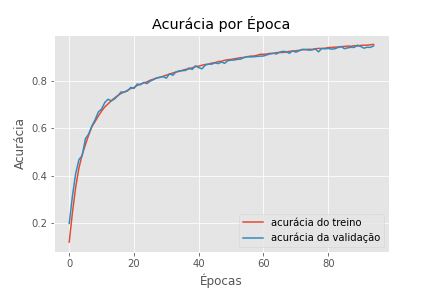 Acurácia por Época
Acurácia
0.8
0.6
0.4
0.2
0
20
40
60
80
Épocas
acurácia do treino
acurácia da validação